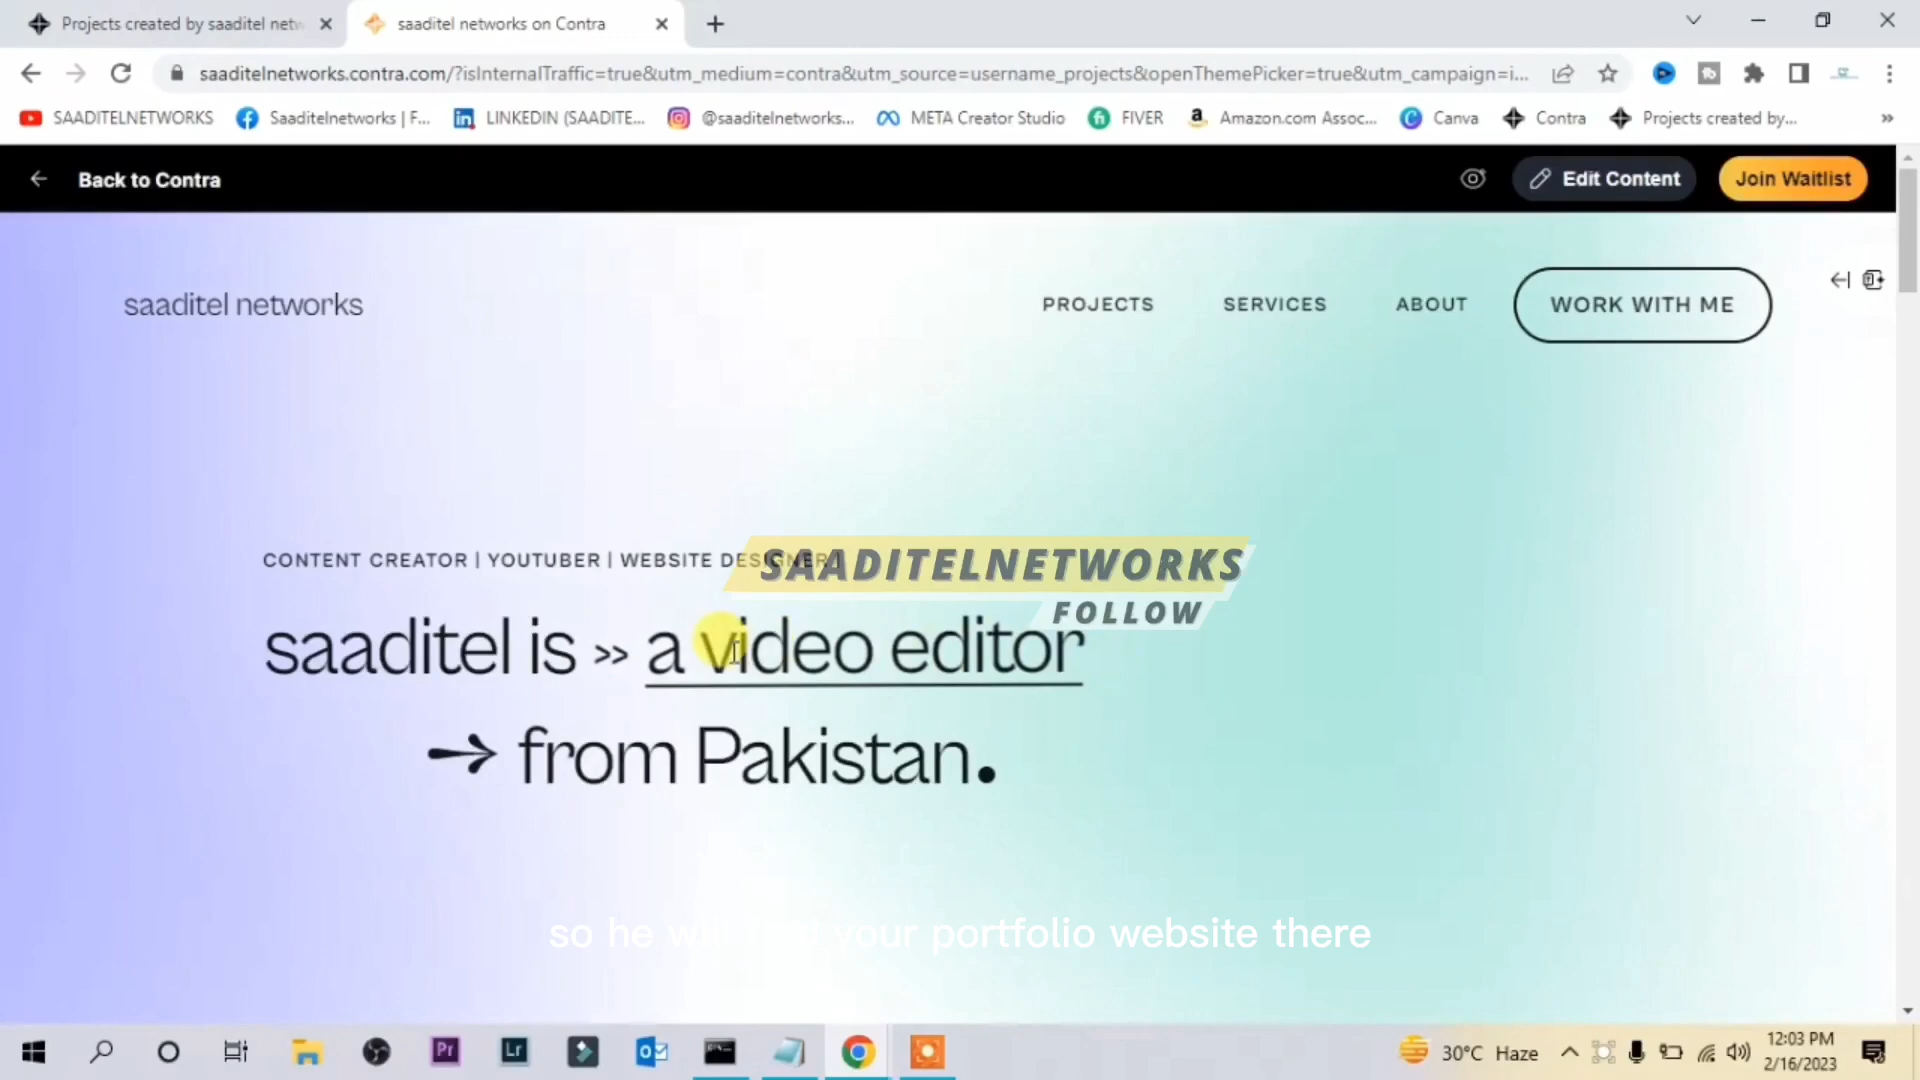 Projects created by saaditel netw
saaditel networks on Contra
saaditelnetworks.contra.com/?isInternalTraffic=true&utm_medium=contra&utm_source=username_projects&openThemePicker=true&utm_campaign=i...
SAADITELNETWORKS
Saaditelnetworks | F...
LINKEDIN (SAADITE...
@saaditelnetworks...
META Creator Studio
FIVER
Amazon.com Assoc...
Canva
Contra
Projects created by...
Back to Contra
Edit Content
Join Waitlist
saaditel networks
PROJECTS
SERVICES
ABOUT
WORK WITH ME
CONTENT CREATOR | YOUTUBER | WEBSITE DESIGNER |
SAADITELNETWORKS
FOLLOW
saaditel is >> a video editor
→ from Pakistan.
so he will your portfolio website there
Pr
Lr
30°C Haze
12:03 PM
2/16/2023